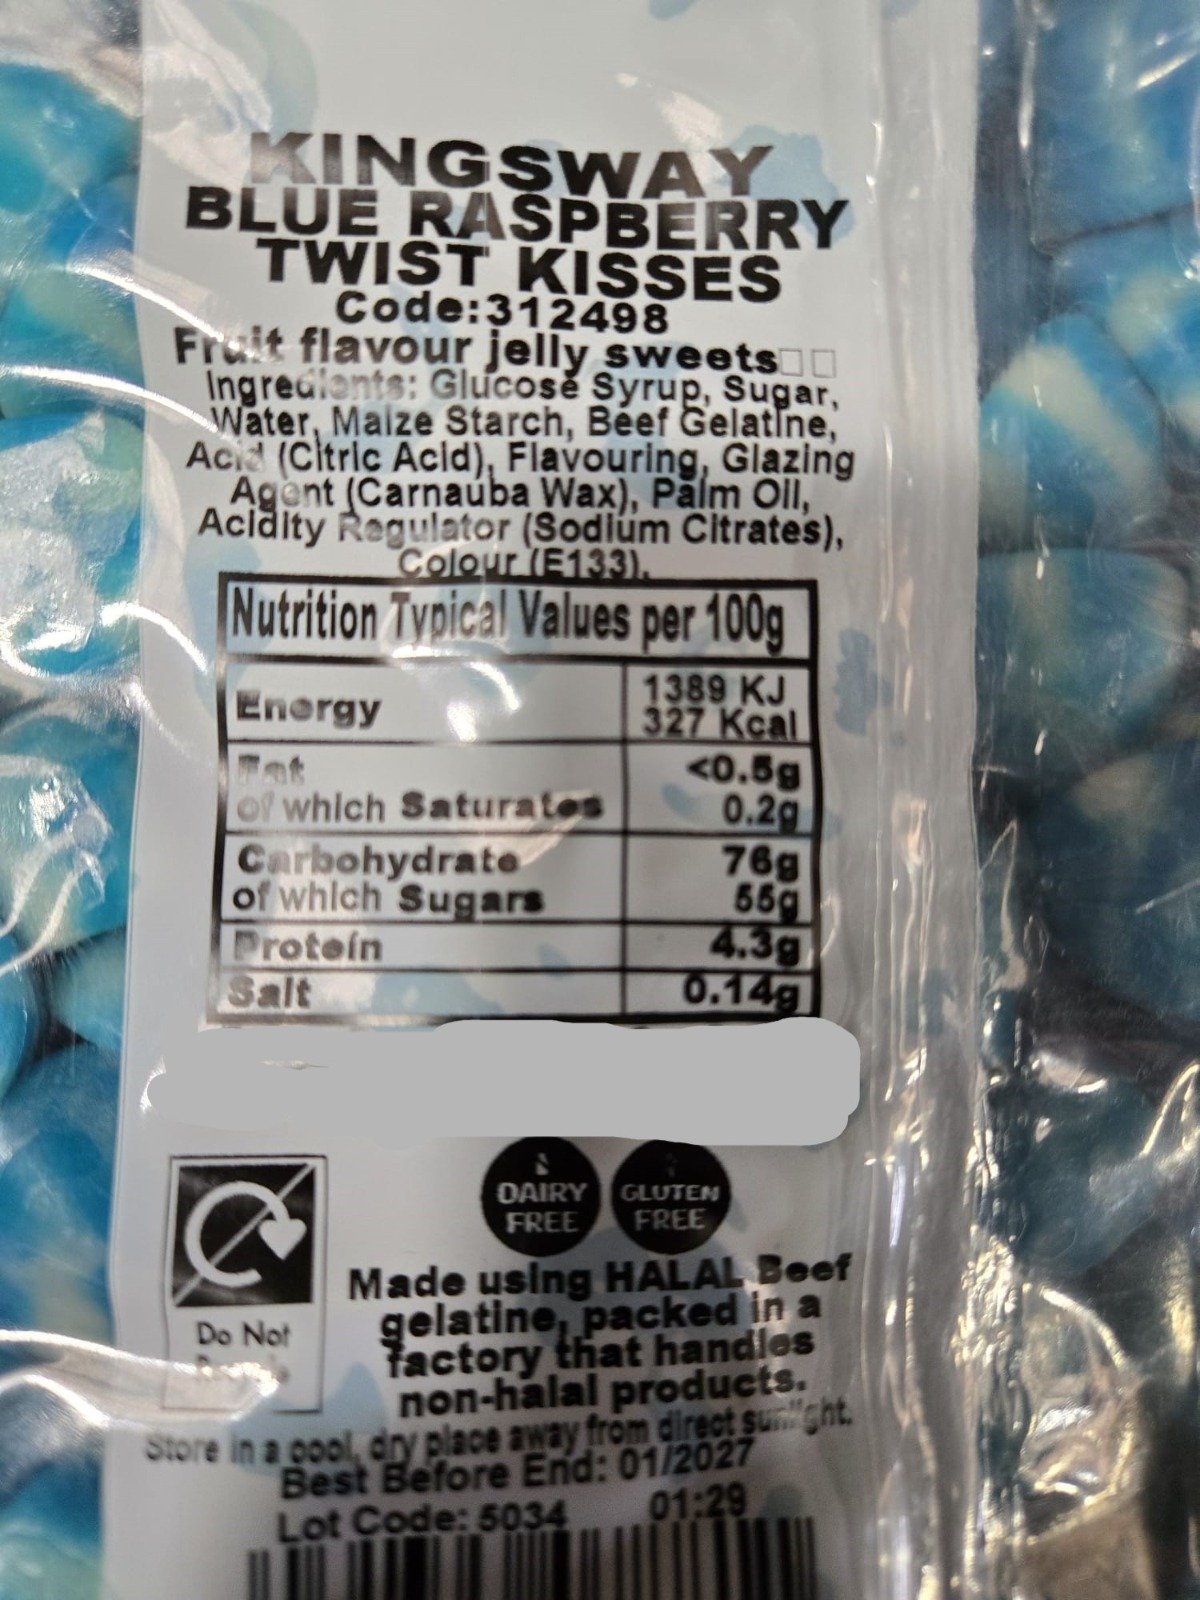 KINGSWAY
BLUE RASPBERRY
TWIST KISSES
Code:312498
Fruit flavour jelly sweets
Ingredients: Glucose Syrup, Sugar,
Water, Maize Starch, Beef Gelatine,
Acid (Citric Acid), Flavouring, Glazing
Agent (Carnauba Wax), Palm Oil,
Acidity Regulator (Sodium Citrates),
Colour (E133).
Nutrition Typical Values per 100g
Energy 1389 KJ
327 Kcal
Fat <0.5g
of which Saturates 0.2g
Carbohydrate 76g
of which Sugars 55g
Protein 4.3g
Salt 0.14g
DAIRY FREE
GLUTEN FREE
Do Not
Made using HALAL Beef
gelatine, packed in a
factory that handles
non-halal products.
Store in a cool, dry place away from direct sunlight.
Best Before End: 01/2027
Lot Code: 5034 01:29